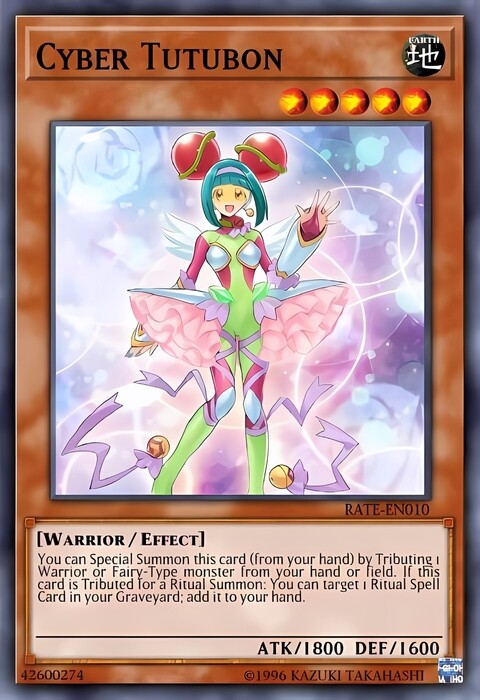 CYBER TUTUBON
EARTH
地
RATE-EN010
[WARRIOR / EFFECT]
You can Special Summon this card (from your hand) by Tributing 1
Warrior or Fairy-Type monster from your hand or field. If this
card is Tributed for a Ritual Summon: You can target 1 Ritual Spell
Card in your Graveyard; add it to your hand.
ATK/1800 DEF/1600
42600274
©1996 KAZUKI TAKAHASHI